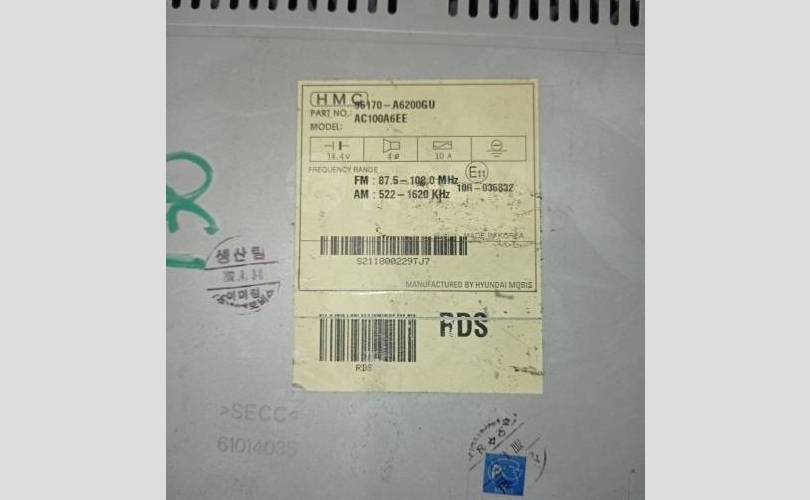 HMC
PART NO.: 96170-A6200GU
MODEL: AC100A6EE
14.4V 4Ω 10 A
FREQUENCY RANGE
FM : 87.5-108.0 MHz
AM : 522-1620 KHz
E11
10R-036832
MADE IN KOREA
S211800229TJ7
MANUFACTURED BY HYUNDAI MOBIS
RDS
RDS
생산팀
>SECC<
6101403S